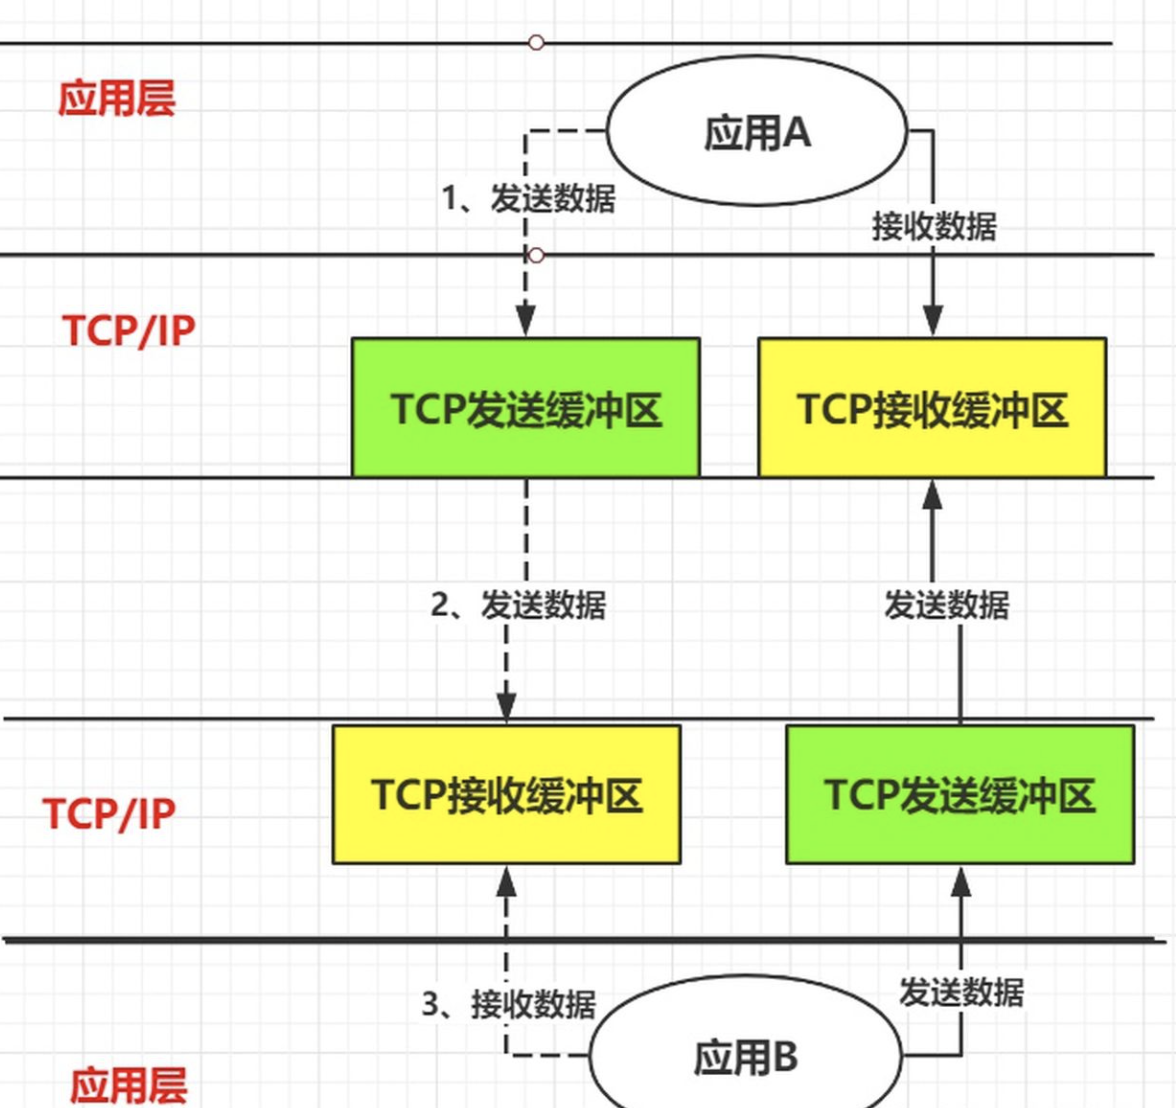 应用层
应用A
1、发送数据
接收数据
TCP/IP
TCP发送缓冲区
TCP接收缓冲区
2、发送数据
发送数据
TCP/IP
TCP接收缓冲区
TCP发送缓冲区
3、接收数据
发送数据
应用B
应用层